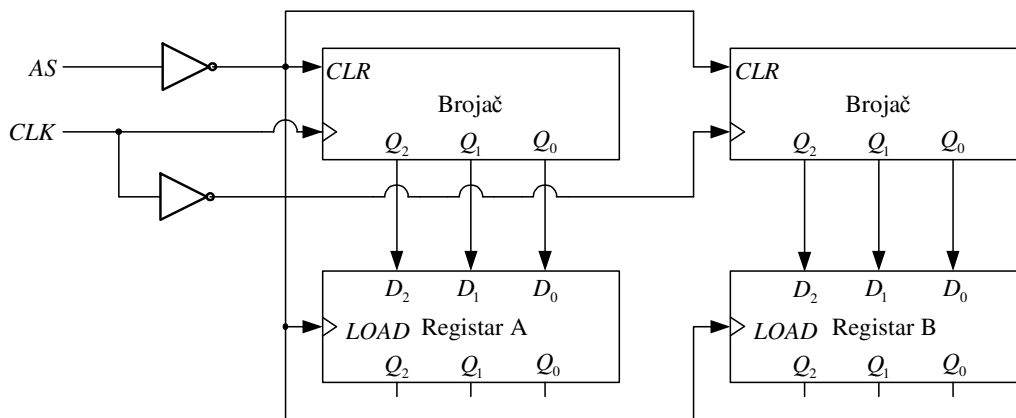 AS
CLR
CLR
Brojač
Brojač
CLK
Q₂ Q₁ Q₀
Q₂ Q₁ Q₀
D₂ D₁ D₀
D₂ D₁ D₀
LOAD Registar A
LOAD Registar B
Q₂ Q₁ Q₀
Q₂ Q₁ Q₀